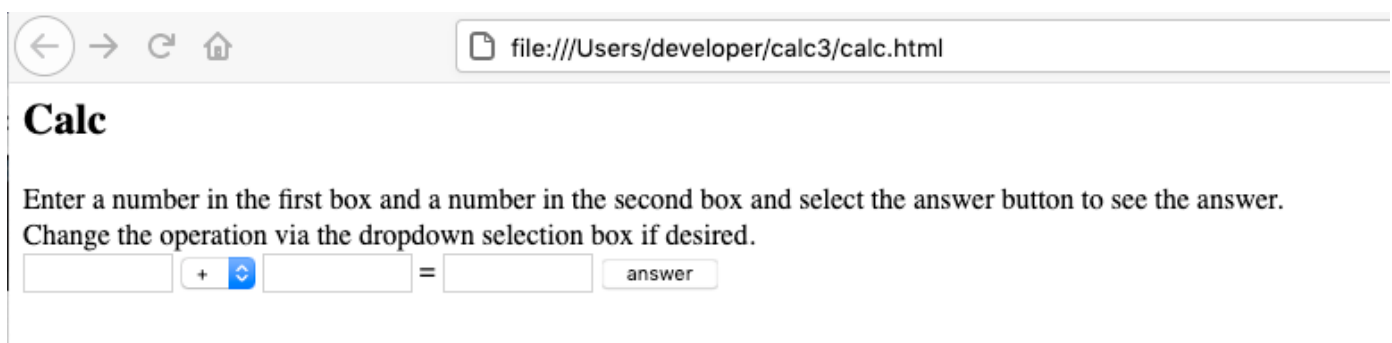 file:///Users/developer/calc3/calc.html
Calc
Enter a number in the first box and a number in the second box and select the answer button to see the answer.
Change the operation via the dropdown selection box if desired.
+ = answer